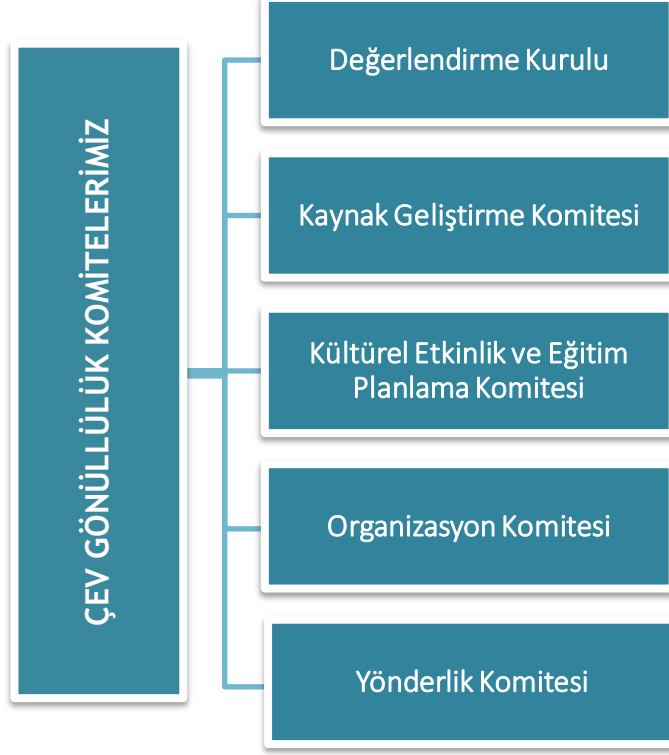 ÇEV GÖNÜLLÜLÜK KOMİTELERİMİZ
Değerlendirme Kurulu
Kaynak Geliştirme Komitesi
Kültürel Etkinlik ve Eğitim
Planlama Komitesi
Organizasyon Komitesi
Yönderlik Komitesi